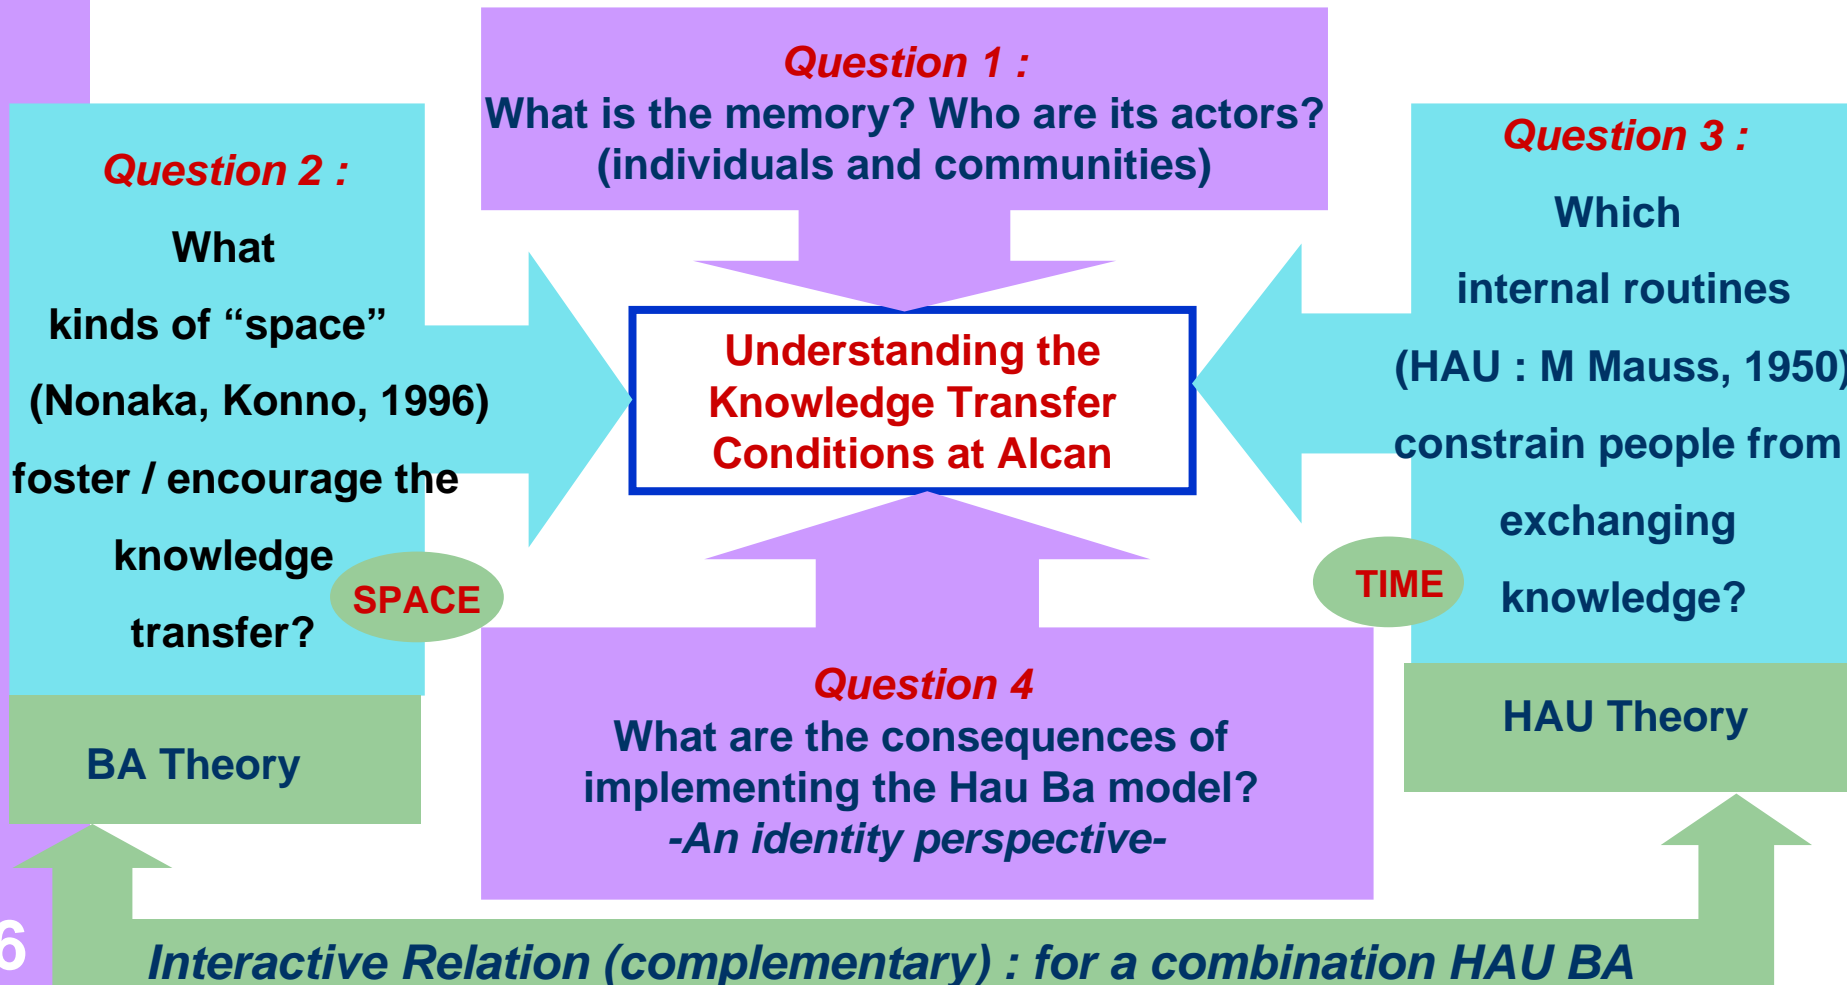 Question 1 :
What is the memory? Who are its actors?
(individuals and communities)
Question 2 :
What
kinds of “space”
(Nonaka, Konno, 1996)
foster / encourage the
knowledge
transfer?
SPACE
BA Theory
Understanding the
Knowledge Transfer
Conditions at Alcan
Question 3 :
Which
internal routines
(HAU : M Mauss, 1950)
constrain people from
exchanging
knowledge?
TIME
HAU Theory
Question 4
What are the consequences of
implementing the Hau Ba model?
-An identity perspective-
6
Interactive Relation (complementary) : for a combination HAU BA